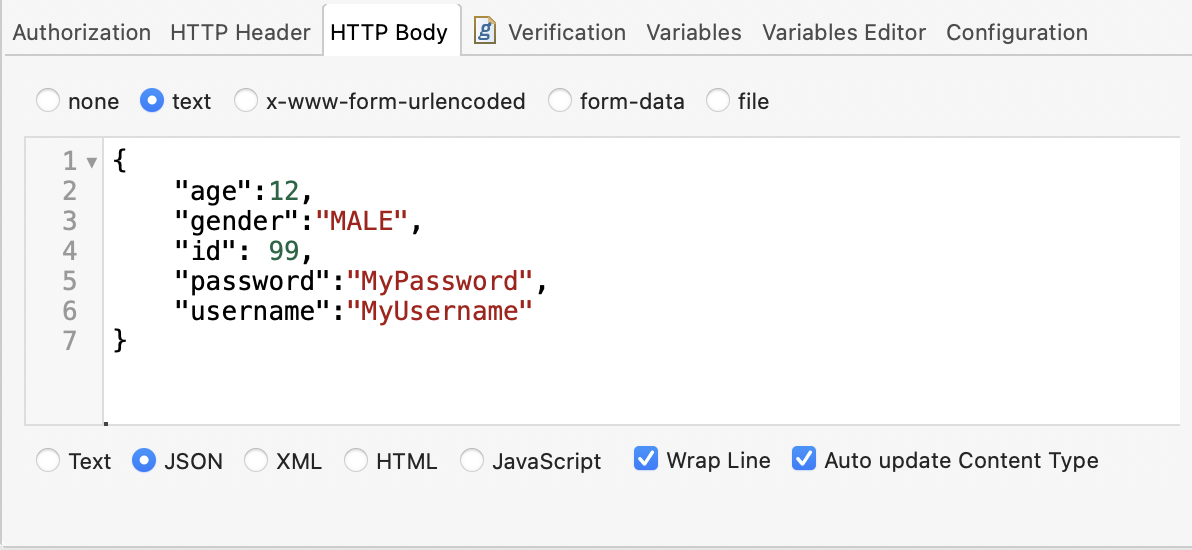 Authorization HTTP Header HTTP Body g Verification Variables Variables Editor Configuration
none text x-www-form-urlencoded form-data file
1 {
2 "age":12,
3 "gender":"MALE",
4 "id": 99,
5 "password":"MyPassword",
6 "username":"MyUsername"
7 }
Text JSON XML HTML JavaScript Wrap Line Auto update Content Type